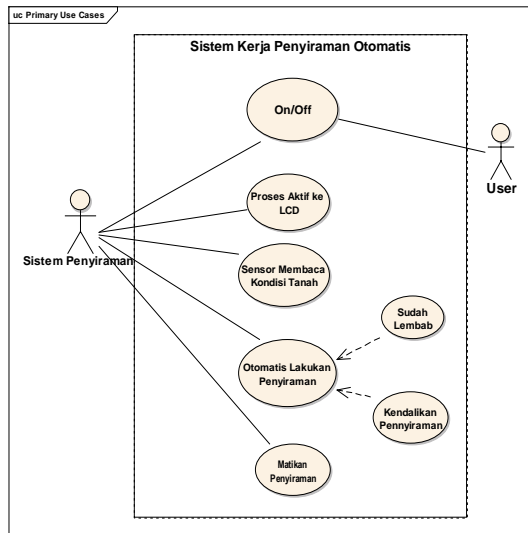 uc Primary Use Cases
Sistem Kerja Penyiraman Otomatis
On/Off
User
Proses Aktif ke
LCD
Sistem Penyiraman
Sensor Membaca
Kondisi Tanah
Sudah
Lembab
Otomatis Lakukan
Penyiraman
Kendalikan
Pennyiraman
Matikan
Penyiraman